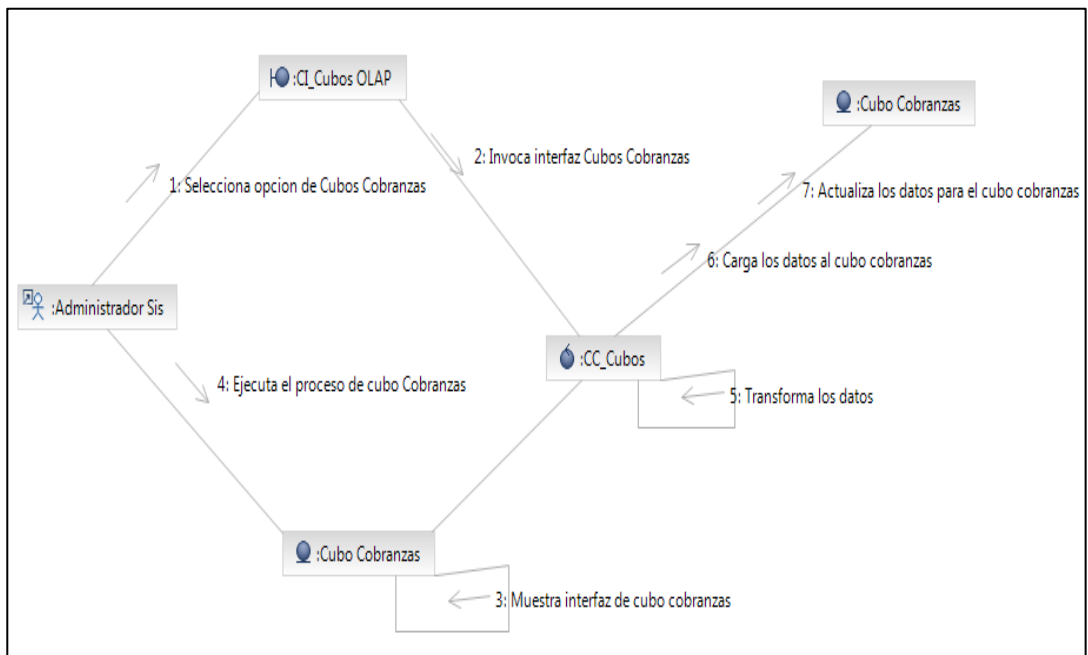 :CI_Cubos OLAP
:Cubo Cobranzas
2: Invoca interfaz Cubos Cobranzas
1: Selecciona opcion de Cubos Cobranzas
7: Actualiza los datos para el cubo cobranzas
6: Carga los datos al cubo cobranzas
:Administrador Sis
:CC_Cubos
4: Ejecuta el proceso de cubo Cobranzas
5: Transforma los datos
:Cubo Cobranzas
3: Muestra interfaz de cubo cobranzas